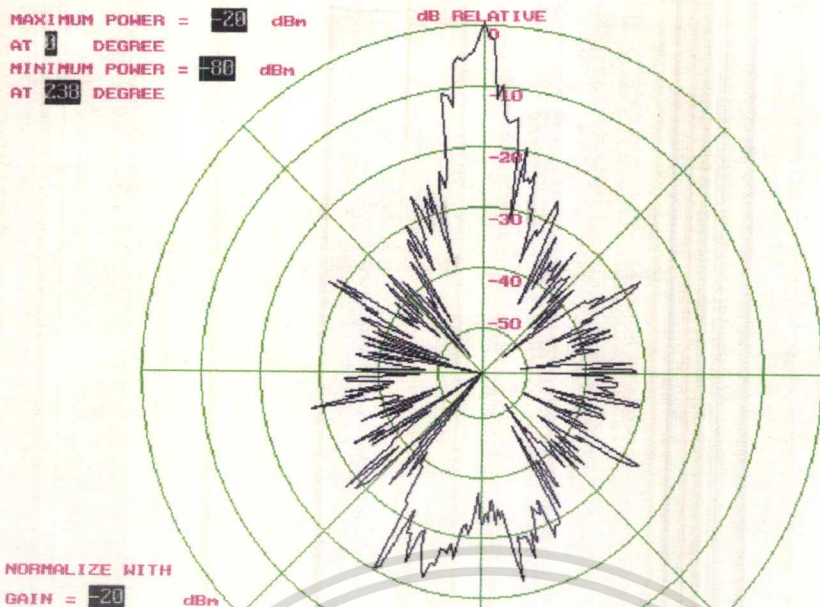 MAXIMUM POWER = -20 dBm
AT 0 DEGREE
MINIMUM POWER = -80 dBm
AT 238 DEGREE
dB RELATIVE
0
-10
-20
-30
-40
-50
NORMALIZE WITH
GAIN = -20 dBm